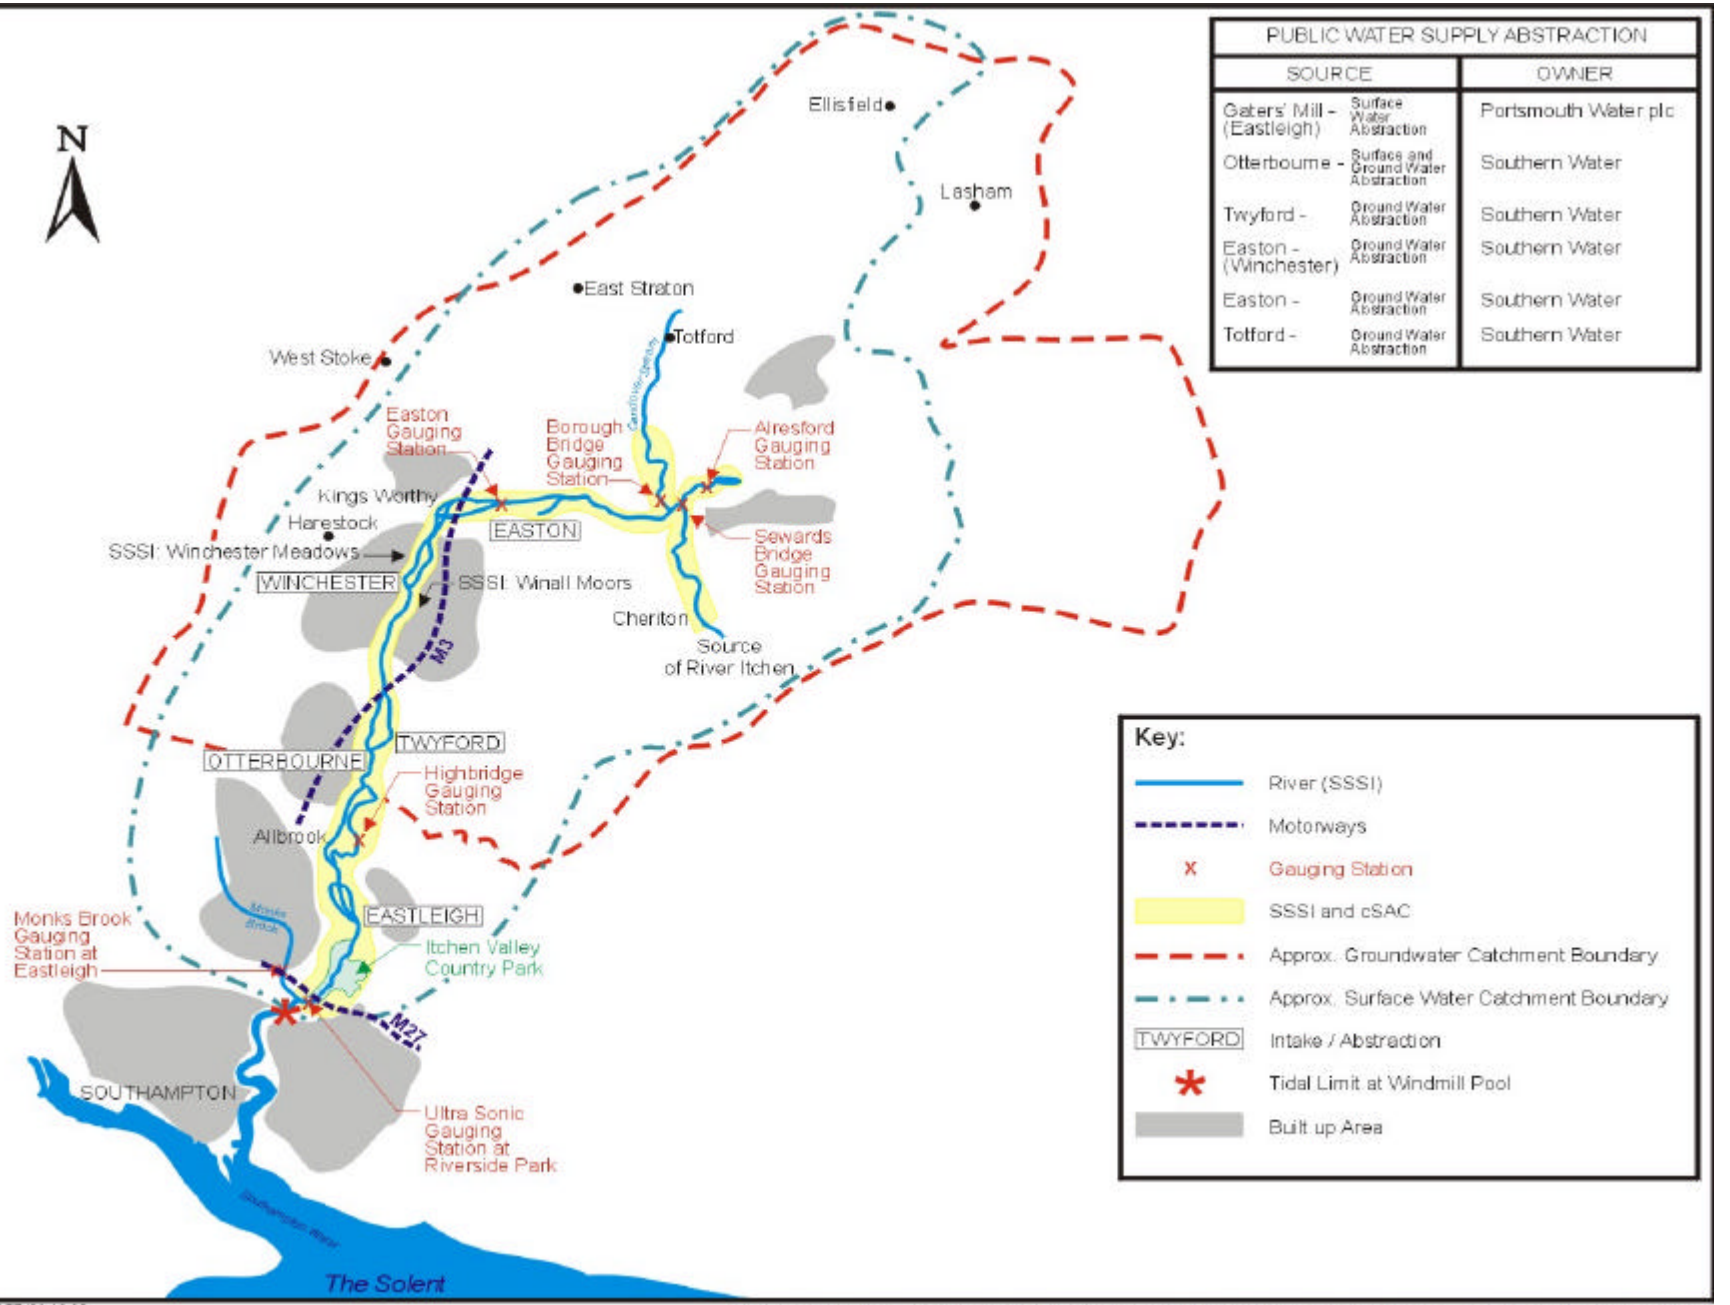 PUBLIC WATER SUPPLY ABSTRACTION
SOURCE
OWNER
Gaters' Mill -
(Eastleigh)
Surface
Water
Abstraction
Portsmouth Water plc
Otterbourne -
Surface and
Ground Water
Abstraction
Southern Water
Twyford -
Ground Water
Abstraction
Southern Water
Easton -
(Winchester)
Ground Water
Abstraction
Southern Water
Easton -
Ground Water
Abstraction
Southern Water
Totford -
Ground Water
Abstraction
Southern Water
N
Ellisfield
Lasham
East Straton
Totford
West Stoke
Candover Stream
Easton
Gauging
Station
Borough
Bridge
Gauging
Station
Alresford
Gauging
Station
Kings Worthy
Harestock
EASTON
SSSI: Winchester Meadows
WINCHESTER
SSSI: Winall Moors
Sewards
Bridge
Gauging
Station
Cheriton
Source
of River Itchen
M3
TWYFORD
OTTERBOURNE
Highbridge
Gauging
Station
Allbrook
Monks
Brook
EASTLEIGH
Monks Brook
Gauging
Station at
Eastleigh
Itchen Valley
Country Park
M27
SOUTHAMPTON
Ultra Sonic
Gauging
Station at
Riverside Park
Southampton Water
The Solent
Key:
River (SSSI)
Motorways
x
Gauging Station
SSSI and cSAC
Approx. Groundwater Catchment Boundary
Approx. Surface Water Catchment Boundary
TWYFORD
Intake / Abstraction
Tidal Limit at Windmill Pool
Built up Area